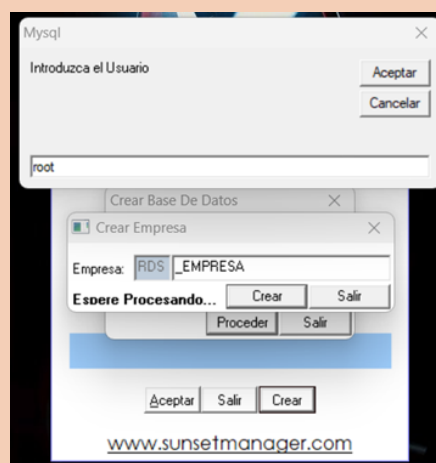 Mysql
Introduzca el Usuario
Aceptar
Cancelar
root
Crear Base De Datos
Crear Empresa
Empresa: RDS _EMPRESA
Espere Procesando... Crear Salir
Proceder Salir
Aceptar Salir Crear
www.sunsetmanager.com